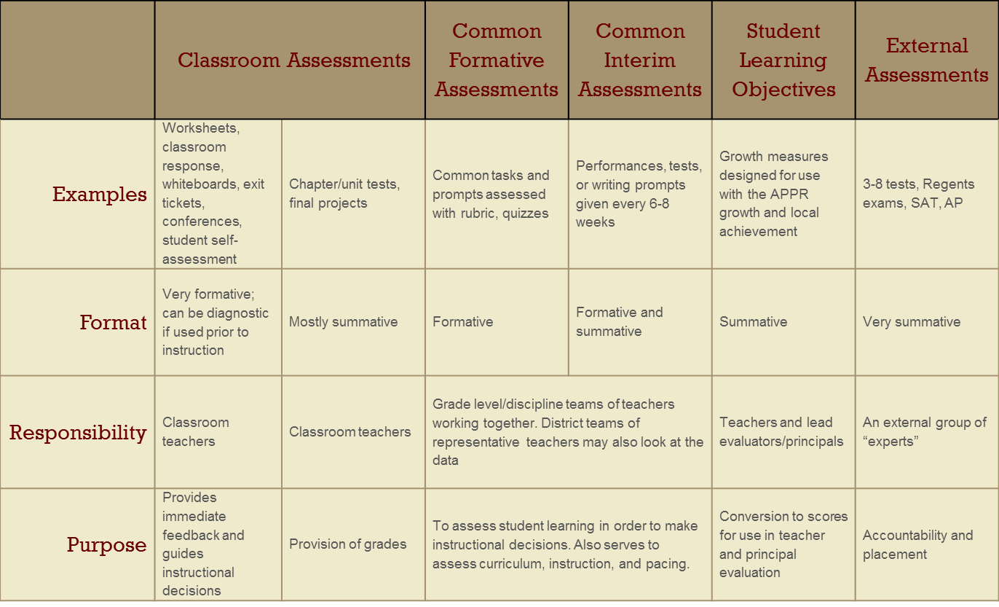 Classroom Assessments
Common
Formative
Assessments
Common
Interim
Assessments
Student
Learning
Objectives
External
Assessments
Examples
Worksheets,
classroom
response,
whiteboards, exit
tickets,
conferences,
student self-
assessment
Chapter/unit tests,
final projects
Common tasks and
prompts assessed
with rubric, quizzes
Performances, tests,
or writing prompts
given every 6-8
weeks
Growth measures
designed for use
with the APPR
growth and local
achievement
3-8 tests, Regents
exams, SAT, AP
Format
Very formative;
can be diagnostic
if used prior to
instruction
Mostly summative
Formative
Formative and
summative
Summative
Very summative
Responsibility
Classroom
teachers
Classroom teachers
Grade level/discipline teams of teachers
working together. District teams of
representative teachers may also look at the
data
Teachers and lead
evaluators/principals
An external group of
“experts”
Purpose
Provides
immediate
feedback and
guides
instructional
decisions
Provision of grades
To assess student learning in order to make
instructional decisions. Also serves to
assess curriculum, instruction, and pacing.
Conversion to scores
for use in teacher
and principal
evaluation
Accountability and
placement